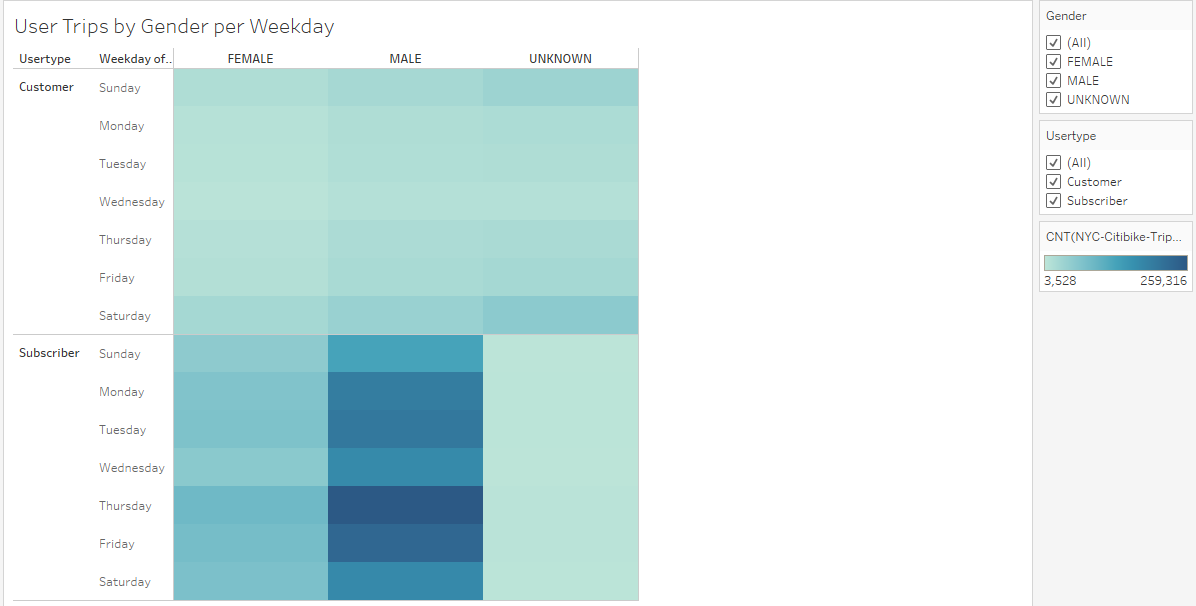 User Trips by Gender per Weekday
Usertype Weekday of.. FEMALE MALE UNKNOWN
Customer Sunday
Monday
Tuesday
Wednesday
Thursday
Friday
Saturday
Subscriber Sunday
Monday
Tuesday
Wednesday
Thursday
Friday
Saturday
Gender
(All)
FEMALE
MALE
UNKNOWN
Usertype
(All)
Customer
Subscriber
CNT(NYC-Citibike-Trip...
3,528 259,316